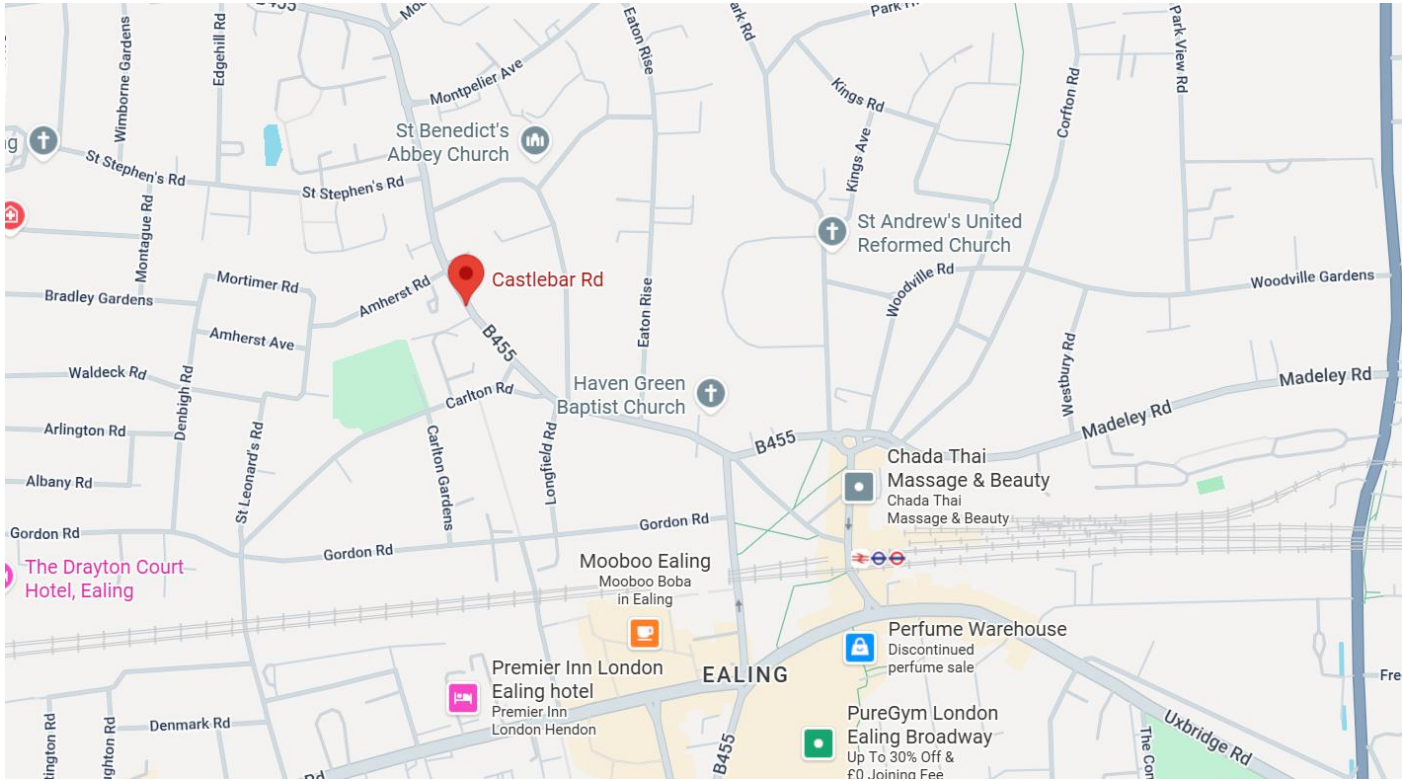 B455
Park Rd
Edgehill Rd
Wimborne Gardens
Eaton Rise
Park View Rd
Montpelier Ave
Kings Rd
Corfton Rd
St Benedict's
Abbey Church
St Stephen's Rd
St Stephen's Rd
Kings Ave
Montague Rd
St Andrew's United
Reformed Church
Mortimer Rd
Amherst Rd
Castlebar Rd
Woodville Rd
Woodville Gardens
Bradley Gardens
Amherst Ave
B455
Eaton Rise
Westbury Rd
Waldeck Rd
Denbigh Rd
Carlton Rd
Haven Green
Baptist Church
Madeley Rd
Madeley Rd
Arlington Rd
St Leonard's Rd
Carlton Gardens
Longfield Rd
B455
Albany Rd
Chada Thai
Massage & Beauty
Chada Thai
Massage & Beauty
Gordon Rd
Gordon Rd
Gordon Rd
The Drayton Court
Hotel, Ealing
Mooboo Ealing
Mooboo Boba
in Ealing
Perfume Warehouse
Discontinued
perfume sale
Premier Inn London
Ealing hotel
Premier Inn
London Hendon
EALING
Denmark Rd
PureGym London
Ealing Broadway
Up To 30% Off &
£0 Joining Fee
B455
Uxbridge Rd